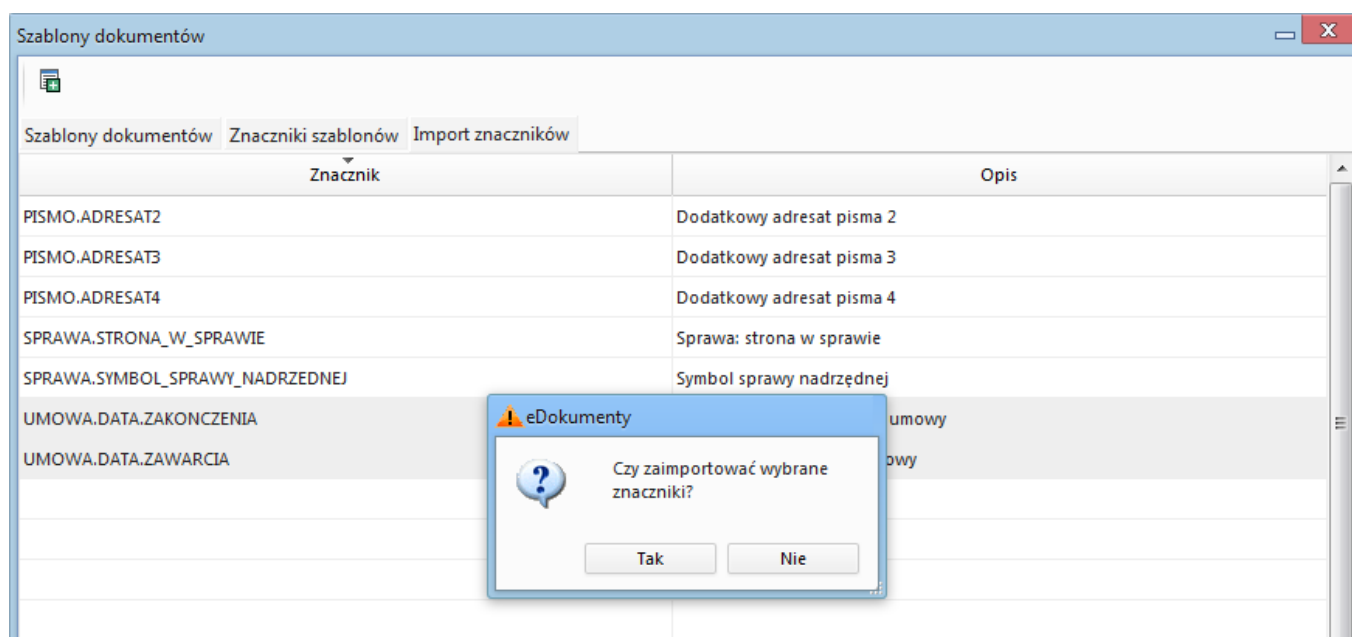 Szablony dokumentów
Szablony dokumentów Znaczniki szablonów Import znaczników
Znacznik Opis
PISMO.ADRESAT2 Dodatkowy adresat pisma 2
PISMO.ADRESAT3 Dodatkowy adresat pisma 3
PISMO.ADRESAT4 Dodatkowy adresat pisma 4
SPRAWA.STRONA_W_SPRAWIE Sprawa: strona w sprawie
SPRAWA.SYMBOL_SPRAWY_NADRZEDNEJ Symbol sprawy nadrzędnej
UMOWA.DATA.ZAKONCZENIA umowy
UMOWA.DATA.ZAWARCIA
eDokumenty
Czy zaimportować wybrane
znaczniki?
Tak Nie